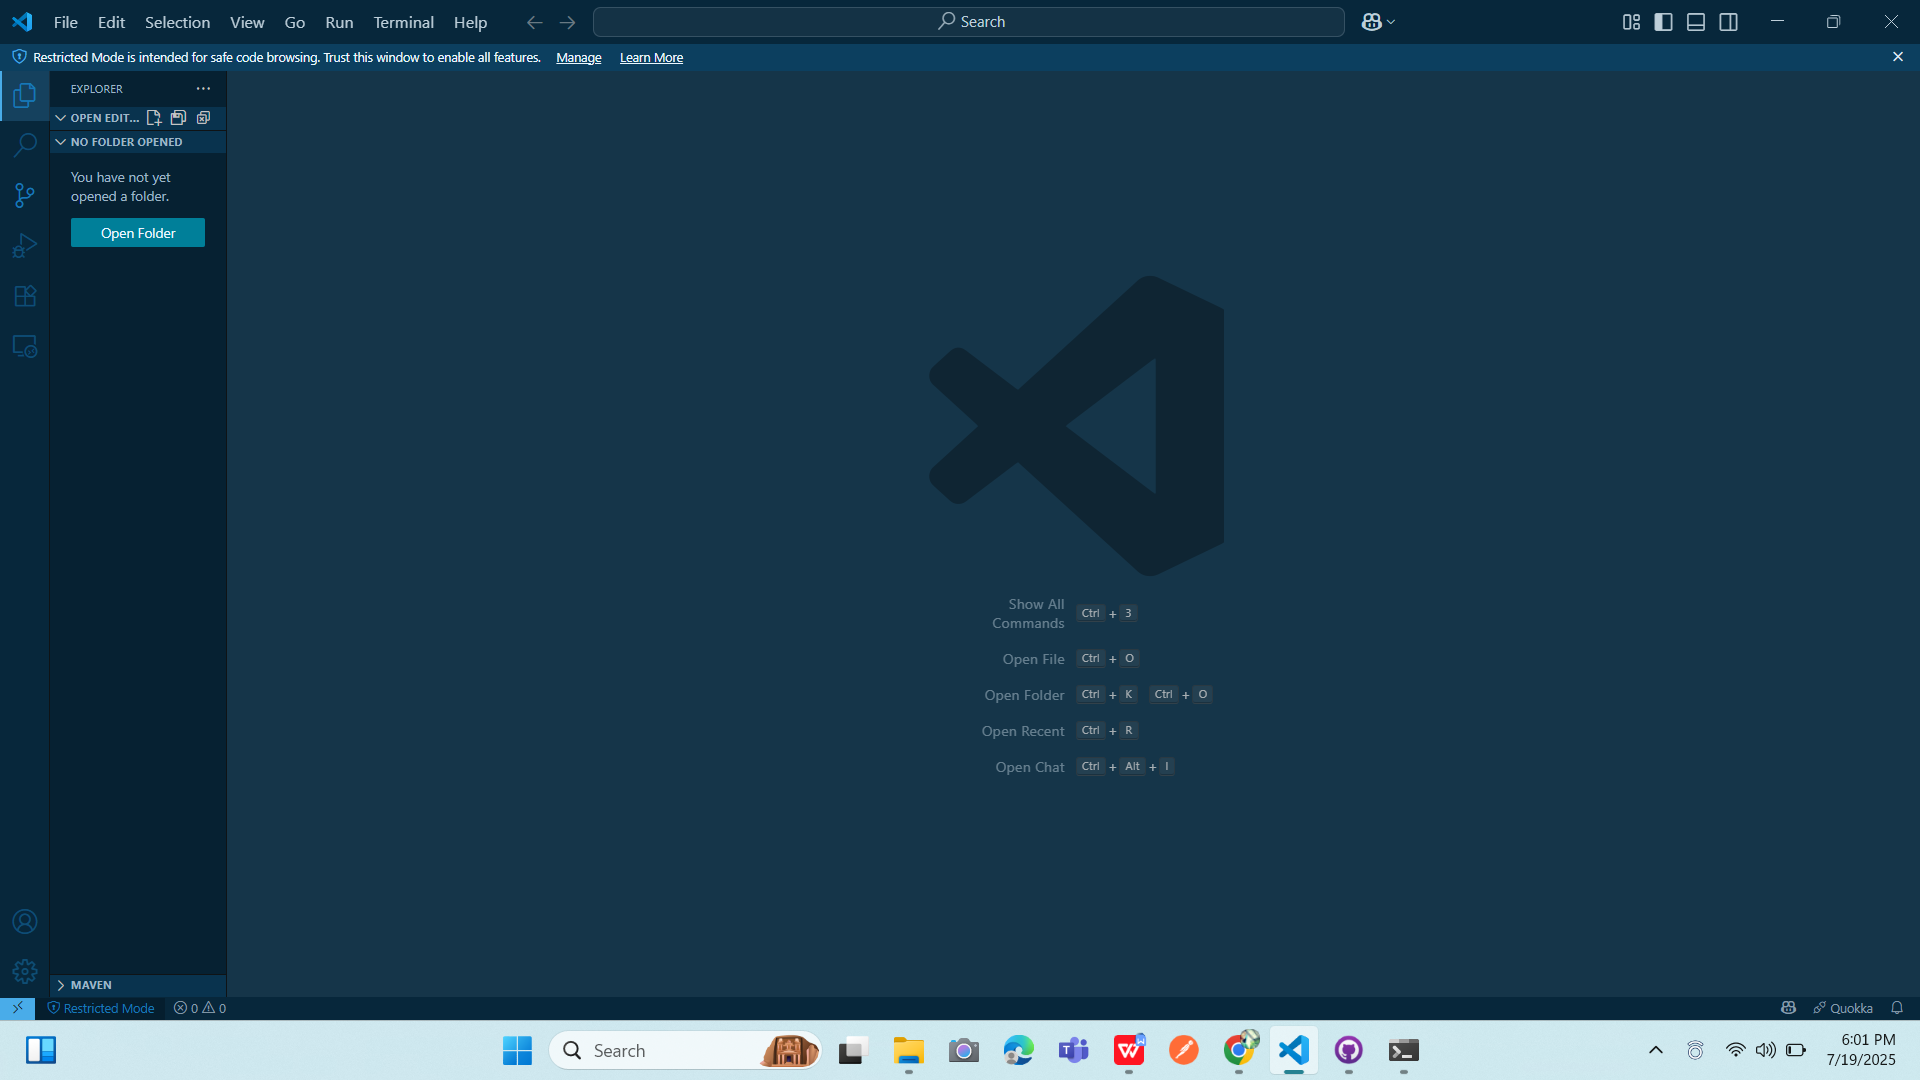 File Edit Selection View Go Run Terminal Help
Search
Restricted Mode is intended for safe code browsing. Trust this window to enable all features. Manage Learn More
EXPLORER
OPEN EDIT...
NO FOLDER OPENED
You have not yet
opened a folder.
Open Folder
Show All
Commands Ctrl + 3
Open File Ctrl + O
Open Folder Ctrl + K Ctrl + O
Open Recent Ctrl + R
Open Chat Ctrl + Alt + I
MAVEN
Restricted Mode 0 0 Quokka
Search
6:01 PM
7/19/2025